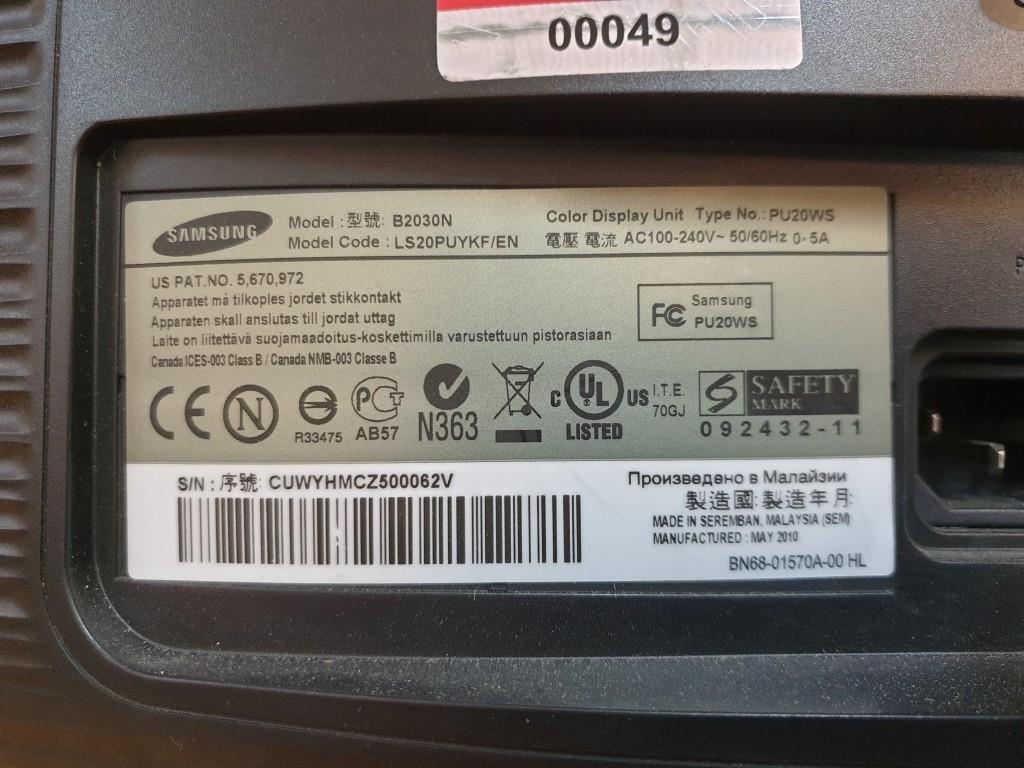 00049
SAMSUNG
Model : 型號: B2030N
Model Code : LS20PUYKF/EN
Color Display Unit Type No.: PU20WS
電壓 電流 AC100-240V~ 50/60Hz 0.5A
US PAT.NO. 5,670,972
Apparatet må tilkoples jordet stikkontakt
Apparaten skall anslutas till jordat uttag
Laite on liitettävä suojamaadoitus-koskettimilla varustettuun pistorasiaan
Canada ICES-003 Class B / Canada NMB-003 Classe B
FC Samsung
PU20WS
CE N
R33475
AB57
N363
C UL US
LISTED
I.T.E.
70GJ
S SAFETY
MARK
092432-11
S/N : 序號: CUWYHMCZ500062V
Произведено в Малайзии
製造國: 製造年月:
MADE IN SEREMBAN, MALAYSIA (SEM)
MANUFACTURED : MAY 2010
BN68-01570A-00 HL